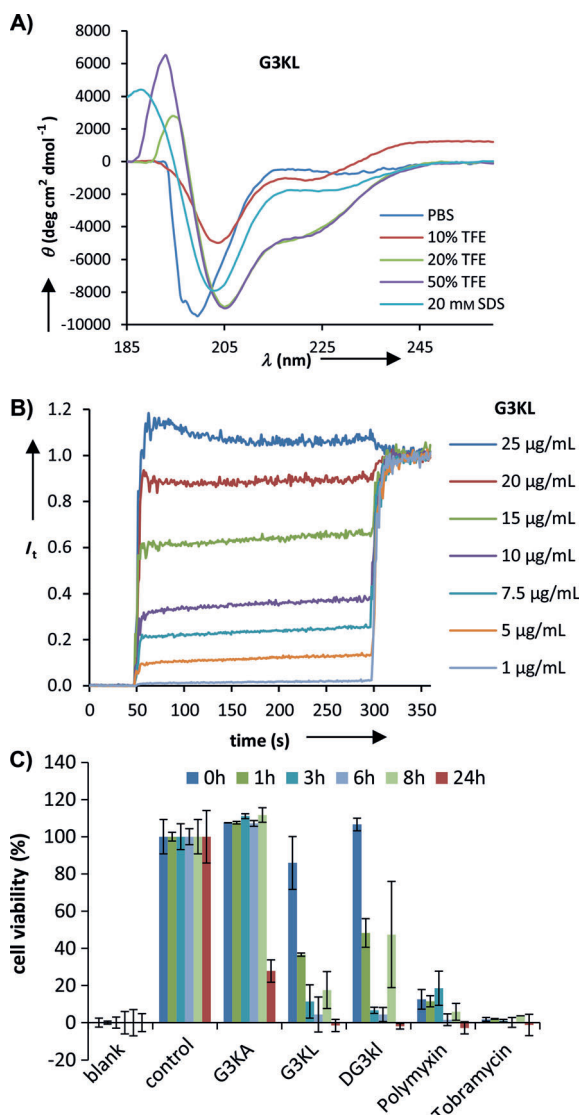 A)
G3KL
8000
6000
4000
2000
0
-2000
-4000
-6000
-8000
-10000
θ (deg cm² dmol⁻¹)
PBS
10% TFE
20% TFE
50% TFE
20 mM SDS
185 205 225 245
λ (nm)
B)
G3KL
1.2
1.0
0.8
0.6
0.4
0.2
0.0
Iₜ
25 µg/mL
20 µg/mL
15 µg/mL
10 µg/mL
7.5 µg/mL
5 µg/mL
1 µg/mL
0 50 100 150 200 250 300 350
time (s)
C)
140
120
100
80
60
40
20
0
-20
cell viability (%)
0h 1h 3h 6h 8h 24h
blank control G3KA G3KL DG3kl Polymyxin Tobramycin